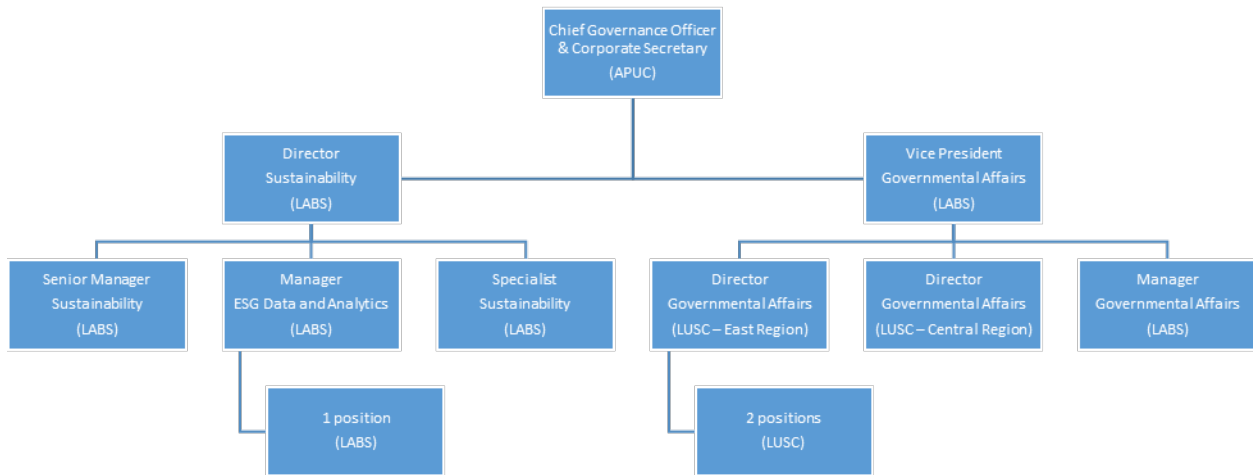 Chief Governance Officer
& Corporate Secretary
(APUC)
Director
Sustainability
(LABS)
Vice President
Governmental Affairs
(LABS)
Senior Manager
Sustainability
(LABS)
Manager
ESG Data and Analytics
(LABS)
Specialist
Sustainability
(LABS)
Director
Governmental Affairs
(LUSC – East Region)
Director
Governmental Affairs
(LUSC – Central Region)
Manager
Governmental Affairs
(LABS)
1 position
(LABS)
2 positions
(LUSC)